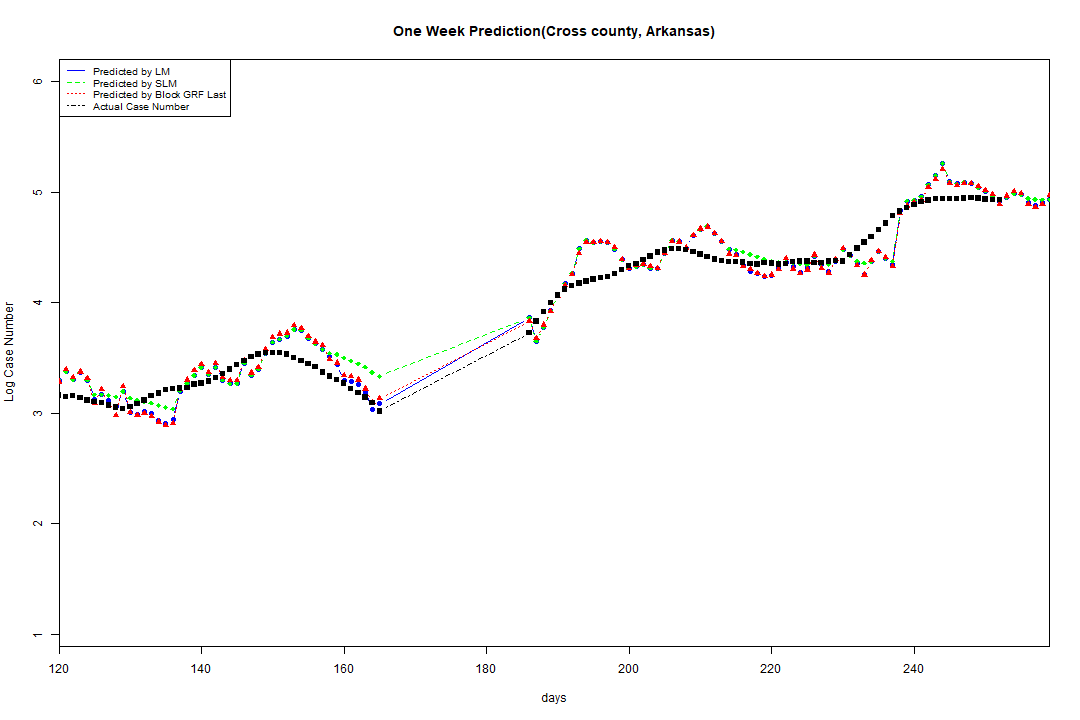 One Week Prediction(Cross county, Arkansas)
Predicted by LM
Predicted by SLM
Predicted by Block GRF Last
Actual Case Number
6
5
4
3
2
1
Log Case Number
120 140 160 180 200 220 240
days